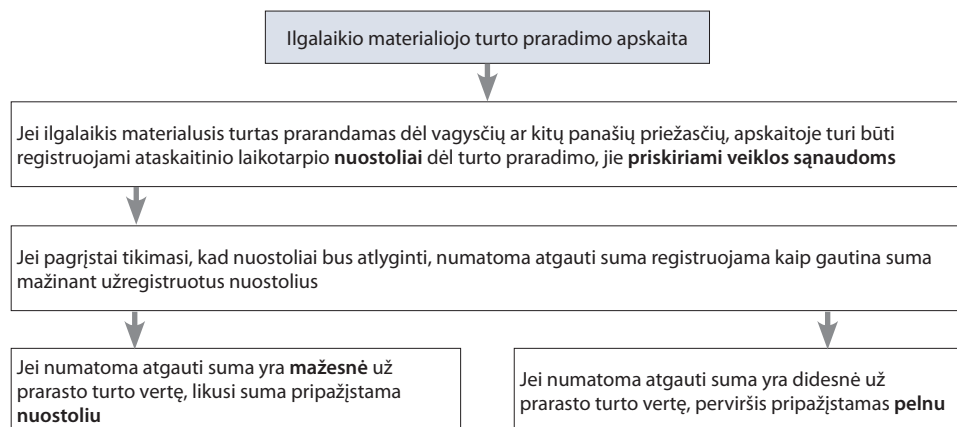 Ilgalaikio materialiojo turto praradimo apskaita
Jei ilgalaikis materialusis turtas prarandamas dėl vagysčių ar kitų panašių priežasčių, apskaitoje turi būti
registruojami ataskaitinio laikotarpio nuostoliai dėl turto praradimo, jie priskiriami veiklos sąnaudoms
Jei pagrįstai tikimasi, kad nuostoliai bus atlyginti, numatoma atgauti suma registruojama kaip gautina suma
mažinant užregistruotus nuostolius
Jei numatoma atgauti suma yra mažesnė už
prarasto turto vertę, likusi suma pripažįstama
nuostoliu
Jei numatoma atgauti suma yra didesnė už
prarasto turto vertę, perviršis pripažįstamas pelnu